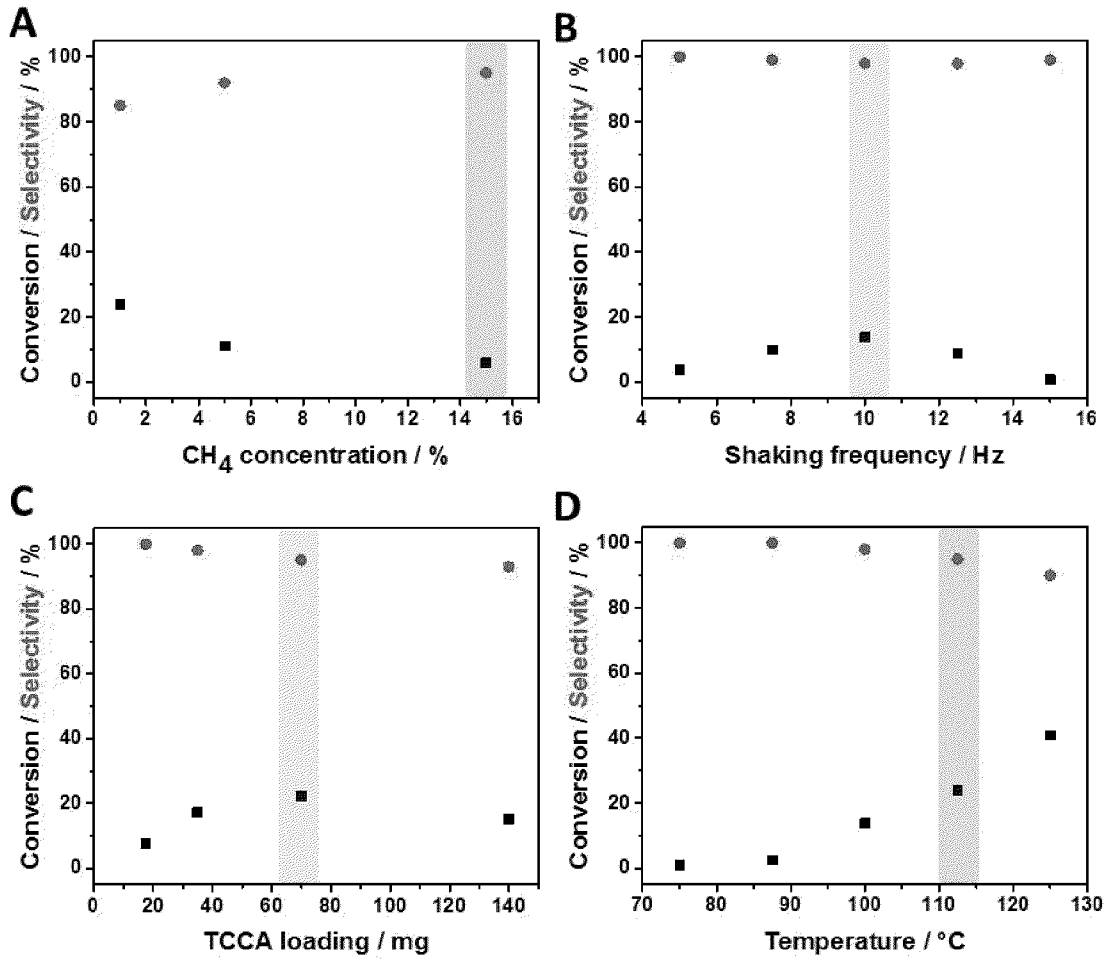 A
Conversion / Selectivity / %
100
80
60
40
20
0
0 2 4 6 8 10 12 14 16
CH4 concentration / %
B
Conversion / Selectivity / %
100
80
60
40
20
0
4 6 8 10 12 14 16
Shaking frequency / Hz
C
Conversion / Selectivity / %
100
80
60
40
20
0
0 20 40 60 80 100 120 140
TCCA loading / mg
D
Conversion / Selectivity / %
100
80
60
40
20
0
70 80 90 100 110 120 130
Temperature / °C